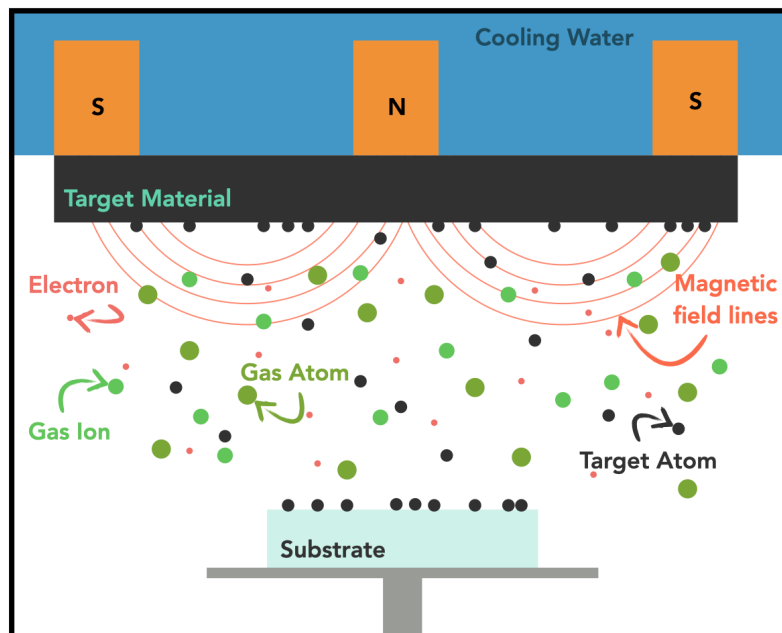 Cooling Water
S
N
S
Target Material
Electron
Magnetic
field lines
Gas Atom
Gas Ion
Target Atom
Substrate